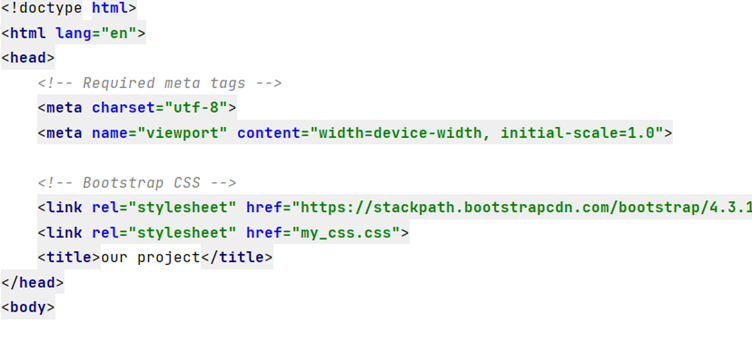 <!doctype html>
<html lang="en">
<head>
<!-- Required meta tags -->
<meta charset="utf-8">
<meta name="viewport" content="width=device-width, initial-scale=1.0">
<!-- Bootstrap CSS -->
<link rel="stylesheet" href="https://stackpath.bootstrapcdn.com/bootstrap/4.3.1
<link rel="stylesheet" href="my_css.css">
<title>our project</title>
</head>
<body>